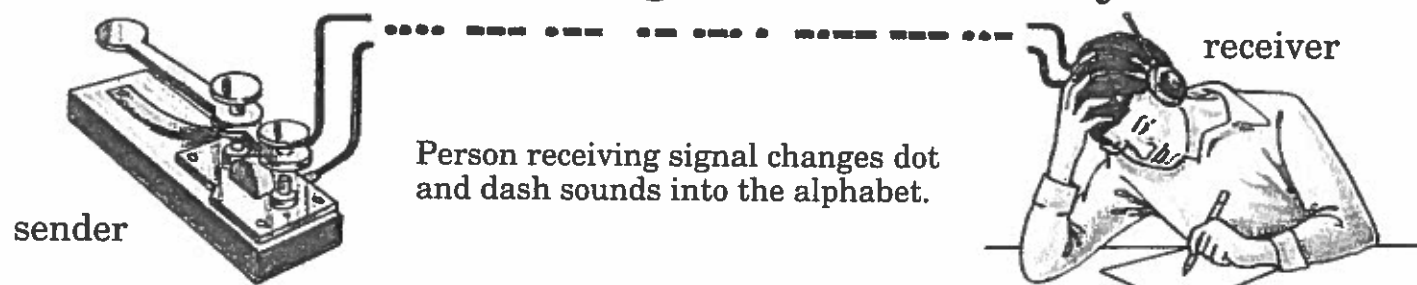 receiver
Person receiving signal changes dot
and dash sounds into the alphabet.
sender